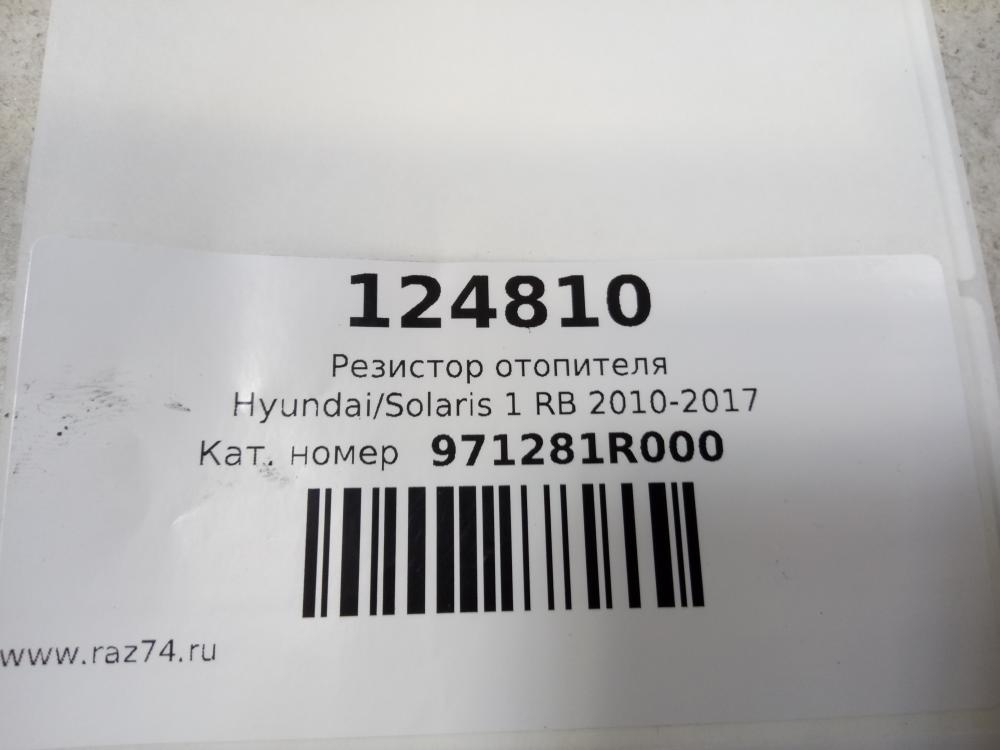 124810
Резистор отопителя
Hyundai/Solaris 1 RB 2010-2017
Кат. номер 971281R000
www.raz74.ru